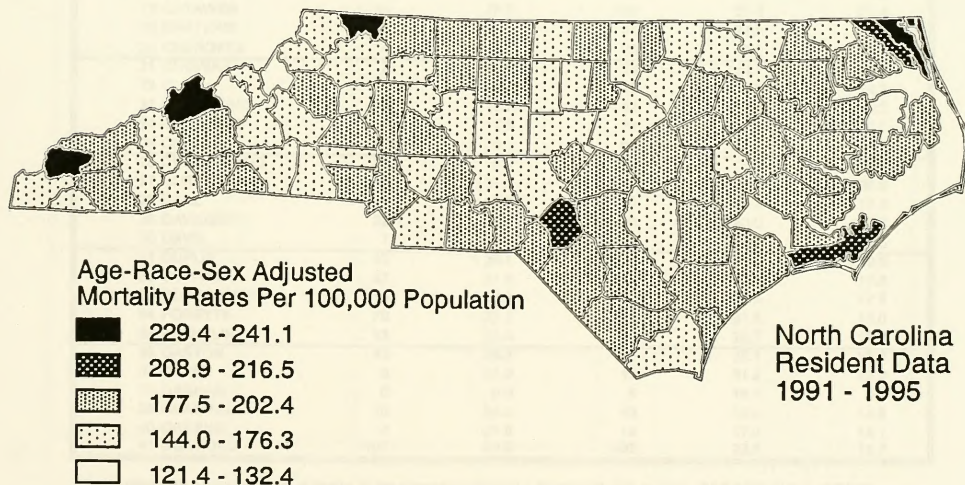 Age-Race-Sex Adjusted
Mortality Rates Per 100,000 Population
229.4 - 241.1
208.9 - 216.5
177.5 - 202.4
144.0 - 176.3
121.4 - 132.4
North Carolina
Resident Data
1991 - 1995